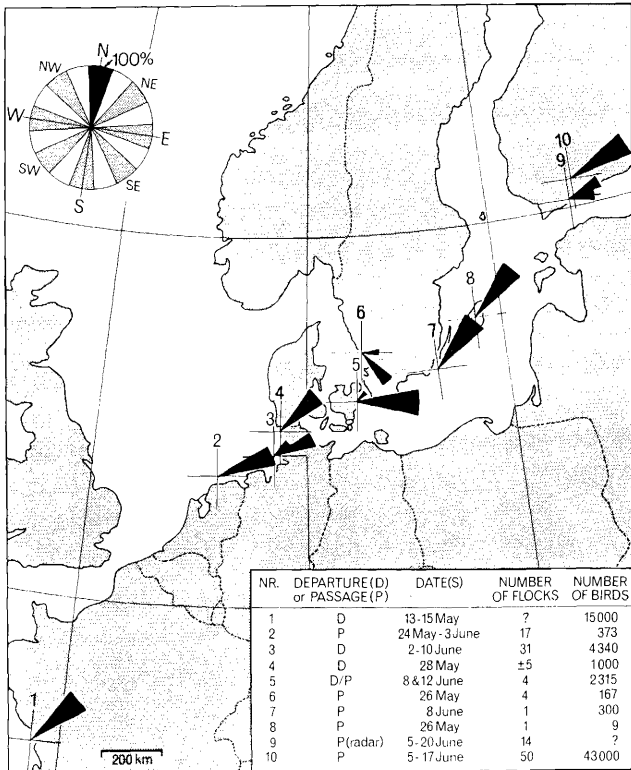 N
100%
NW
NE
W
E
SW
SE
S
10
9
8
7
6
5
4
3
2
1
200 km
NR. DEPARTURE (D) or PASSAGE (P) DATE(S) NUMBER OF FLOCKS NUMBER OF BIRDS
1 D 13-15 May ? 15000
2 P 24 May - 3 June 17 373
3 D 2-10 June 31 4340
4 D 28 May ±5 1000
5 D/P 8 & 12 June 4 2315
6 P 26 May 4 167
7 P 8 June 1 300
8 P 26 May 1 9
9 P(radar) 5-20 June 14 ?
10 P 5-17 June 50 43000